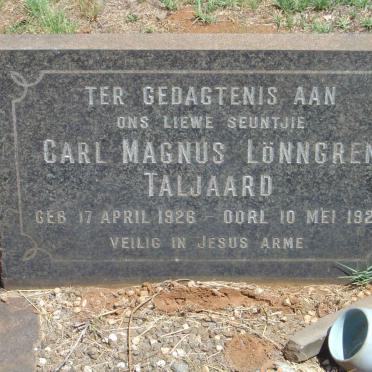 TER GEDAGTENIS AAN
ONS LIEWE SEUNTJIE
CARL MAGNUS LÖNNGREN
TALJAARD
GEB 17 APRIL 1926 - OORL 10 MEI 192
VEILIG IN JESUS ARME